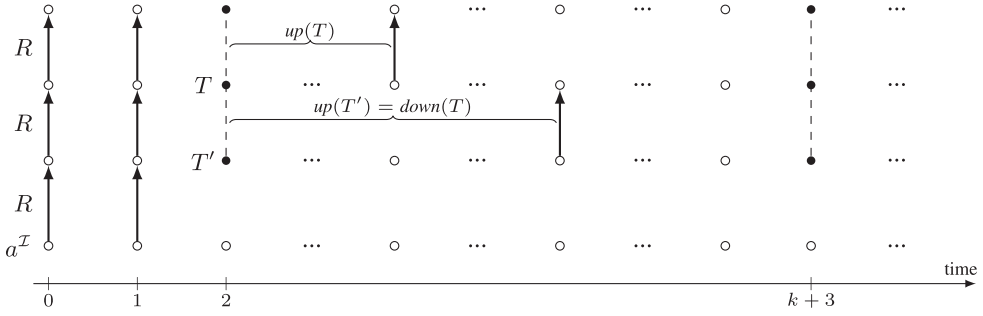 ... ... ...
R up(T)
T ... ... ...
R up(T′) = down(T)
T′ ... ... ... ...
R
a^ℐ ... ... ... ...
time
0 1 2 k + 3